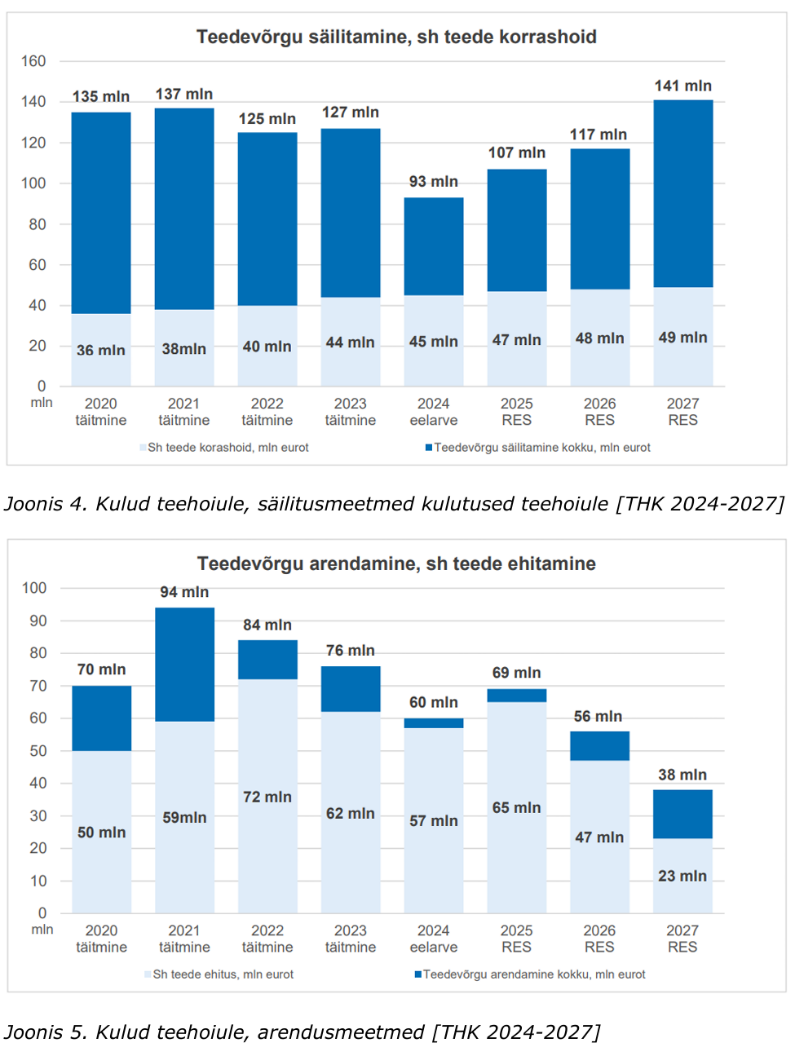 Teedevõrgu säilitamine, sh teede korrashoid
160
140
120
100
80
60
40
20
0
mln
135 mln
137 mln
125 mln
127 mln
93 mln
107 mln
117 mln
141 mln
36 mln
38mln
40 mln
44 mln
45 mln
47 mln
48 mln
49 mln
2020 täitmine
2021 täitmine
2022 täitmine
2023 täitmine
2024 eelarve
2025 RES
2026 RES
2027 RES
Sh teede korashoid, mln eurot
Teedevõrgu säilitamine kokku, mln eurot
Joonis 4. Kulud teehoiule, säilitusmeetmed kulutused teehoiule [THK 2024-2027]
Teedevõrgu arendamine, sh teede ehitamine
100
90
80
70
60
50
40
30
20
10
0
mln
70 mln
94 mln
84 mln
76 mln
60 mln
69 mln
56 mln
38 mln
50 mln
59mln
72 mln
62 mln
57 mln
65 mln
47 mln
23 mln
2020 täitmine
2021 täitmine
2022 täitmine
2023 täitmine
2024 eelarve
2025 RES
2026 RES
2027 RES
Sh teede ehitus, mln eurot
Teedevõrgu arendamine kokku, mln eurot
Joonis 5. Kulud teehoiule, arendusmeetmed [THK 2024-2027]